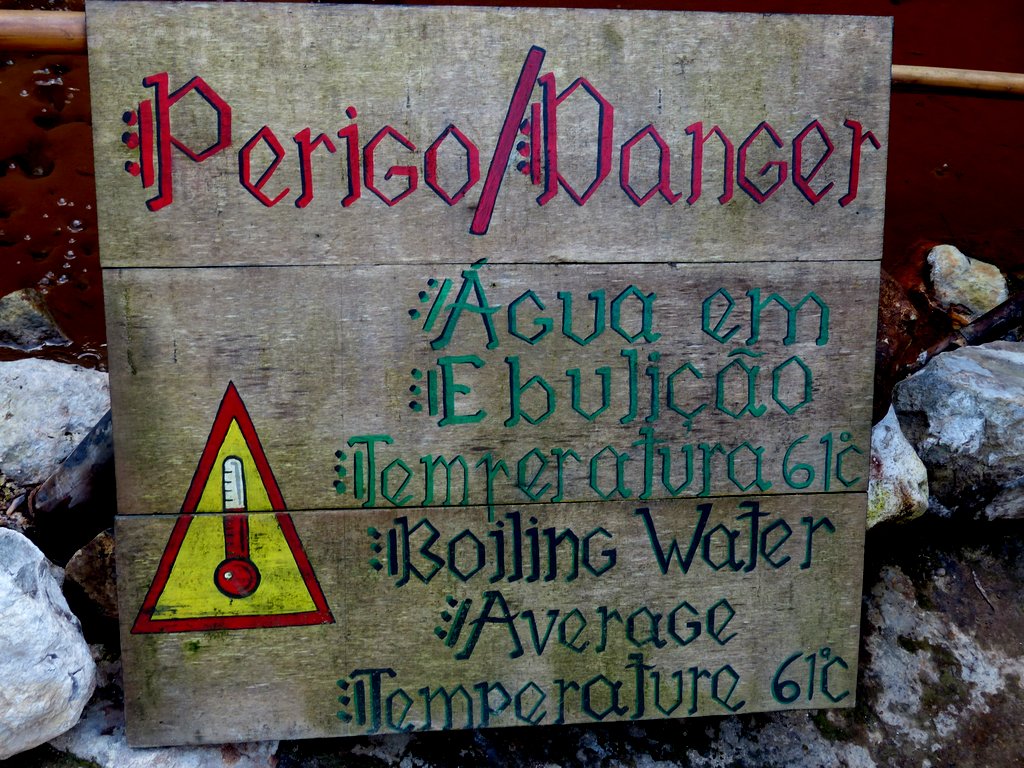 Perigo/Danger
Água em
Ebulição
Temperatura 61°c
Boiling Water
Average
Temperature 61°c